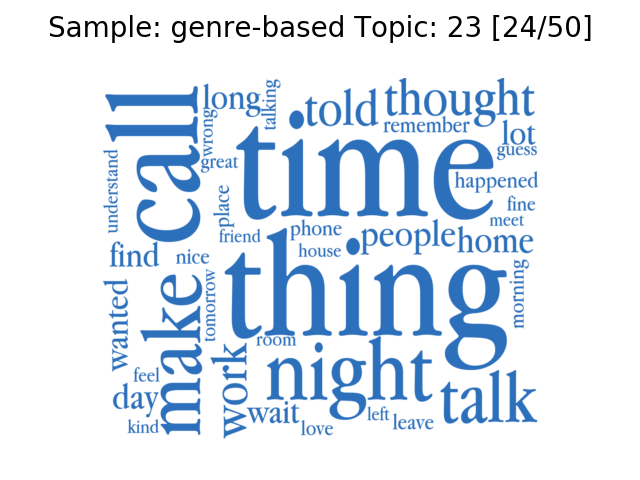 Sample: genre-based Topic: 23 [24/50]
call
long
talking
told
thought
wrong
remember
lot
guess
great
time
happened
understand
place
fine
meet
friend
phone
people
home
find
nice
house
thing
morning
tomorrow
wanted
make
room
night
work
talk
feel
day
wait
left
leave
love
kind